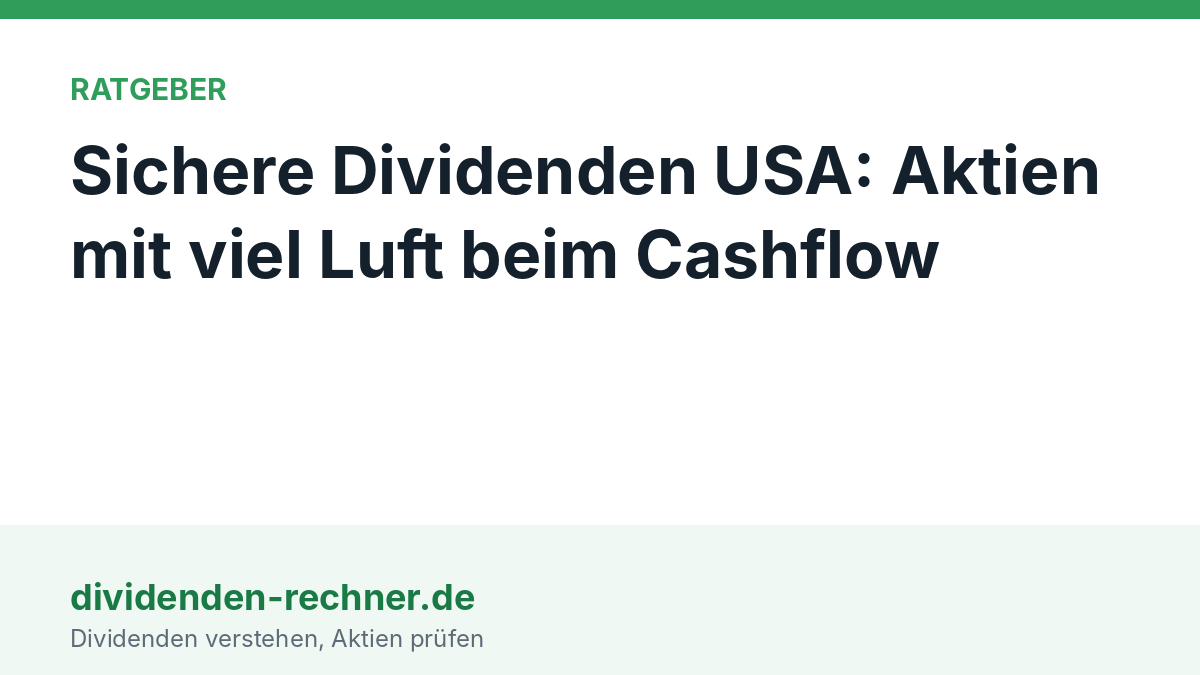 RATGEBER
Sichere Dividenden USA: Aktien
mit viel Luft beim Cashflow
dividenden-rechner.de
Dividenden verstehen, Aktien prüfen